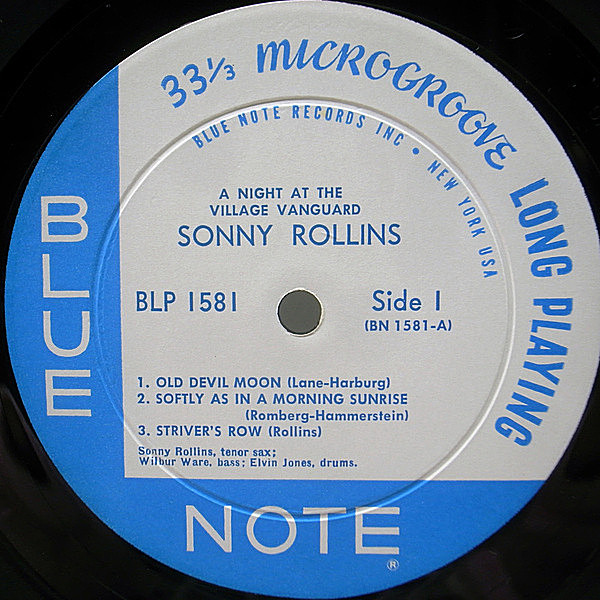 33⅓ MICROGROOVE LONG PLAYING
BLUE NOTE RECORDS INC • NEW YORK USA
A NIGHT AT THE
VILLAGE VANGUARD
SONNY ROLLINS
BLP 1581
Side 1
(BN 1581-A)
1. OLD DEVIL MOON (Lane-Harburg)
2. SOFTLY AS IN A MORNING SUNRISE
(Romberg-Hammerstein)
3. STRIVER'S ROW (Rollins)
Sonny Rollins, tenor sax;
Wilbur Ware, bass; Elvin Jones, drums.
BLUE
NOTE
®